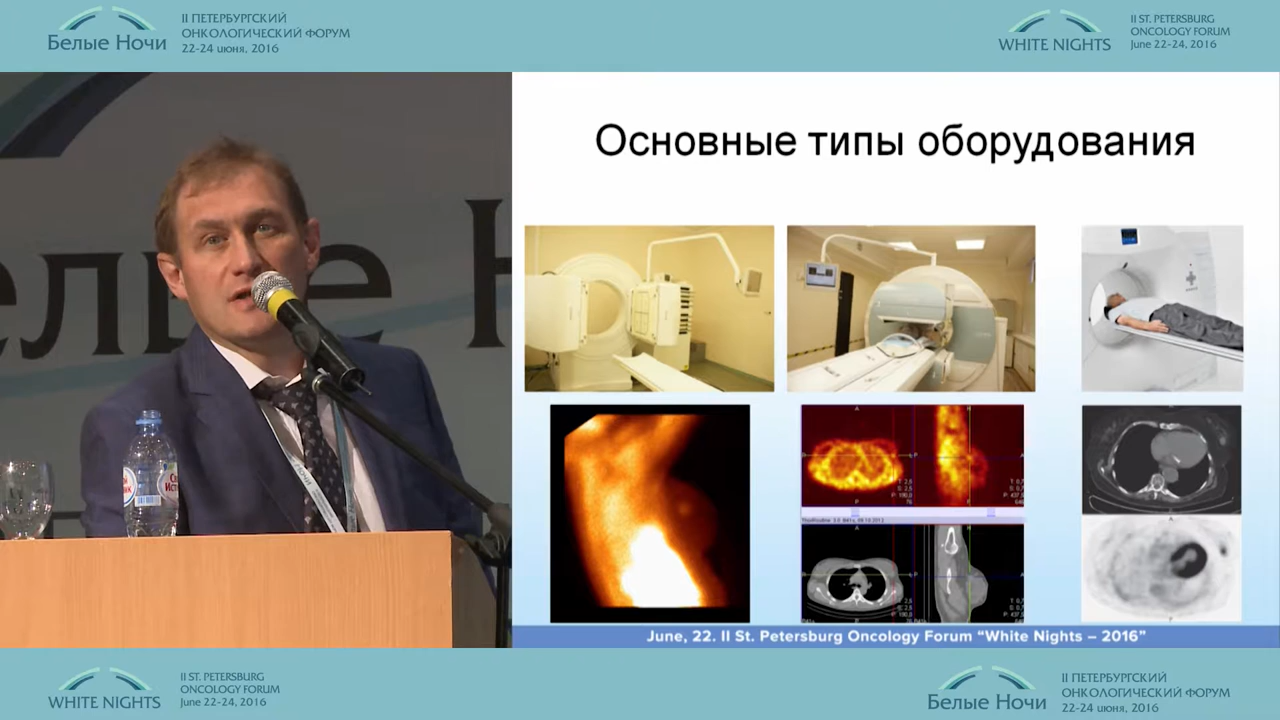 Белые Ночи
II ПЕТЕРБУРГСКИЙ
ОНКОЛОГИЧЕСКИЙ ФОРУМ
22-24 июня, 2016
WHITE NIGHTS
II ST. PETERSBURG
ONCOLOGY FORUM
June 22-24, 2016
Основные типы оборудования
елые Н
June, 22. II St. Petersburg Oncology Forum “White Nights – 2016”
WHITE NIGHTS
II ST. PETERSBURG
ONCOLOGY FORUM
June 22-24, 2016
Белые Ночи
II ПЕТЕРБУРГСКИЙ
ОНКОЛОГИЧЕСКИЙ ФОРУМ
22-24 июня, 2016